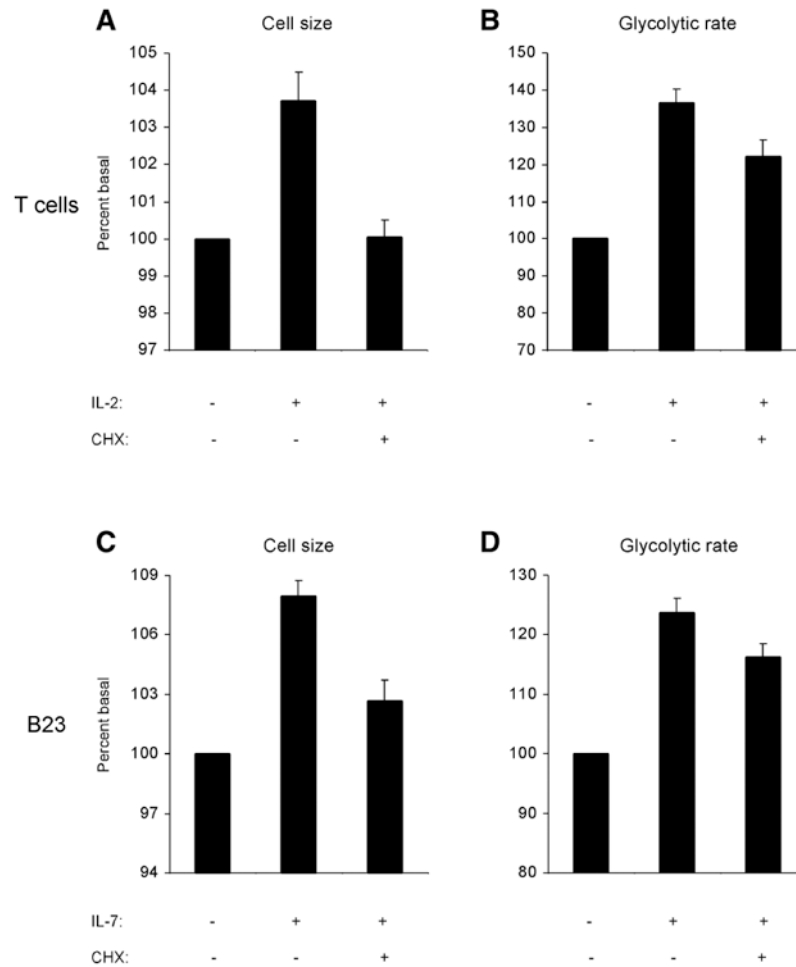 A Cell size
105
104
103
102
101
100
99
98
97
Percent basal
T cells
B Glycolytic rate
150
140
130
120
110
100
90
80
70
IL-2: - + + - + +
CHX: - - + - - +
C Cell size
109
106
103
100
97
94
Percent basal
B23
D Glycolytic rate
130
120
110
100
90
80
IL-7: - + + - + +
CHX: - - + - - +